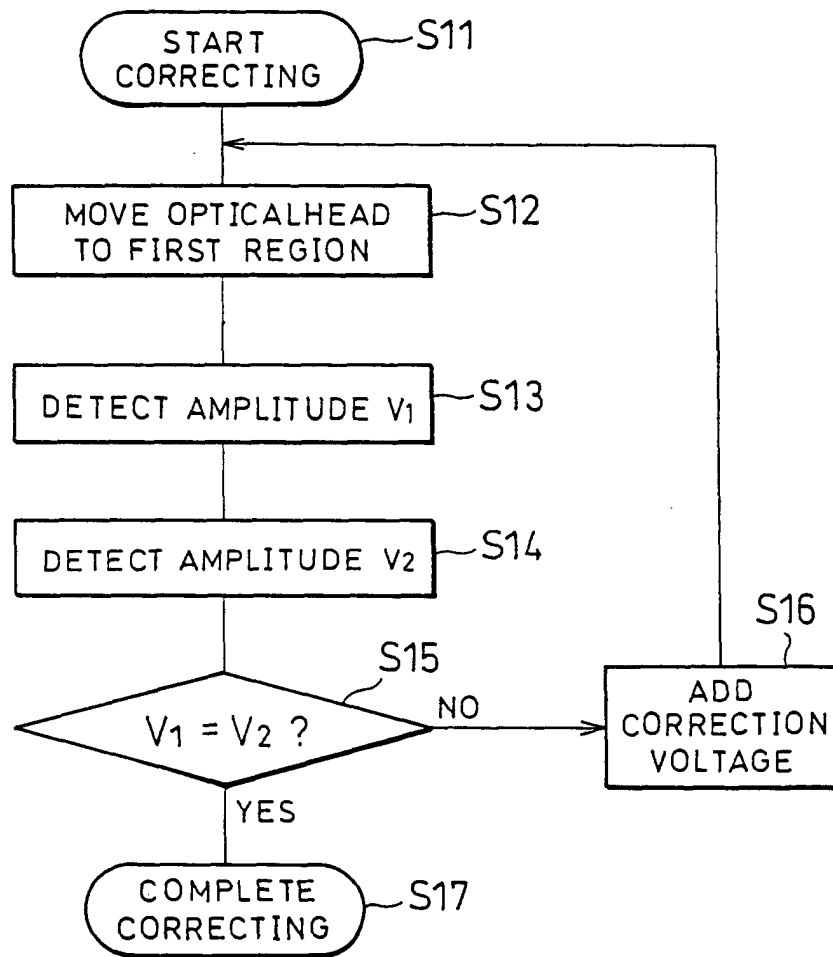 START
CORRECTING
S11
MOVE OPTICALHEAD
TO FIRST REGION
S12
DETECT AMPLITUDE V1
S13
DETECT AMPLITUDE V2
S14
V1 = V2 ?
S15
NO
ADD
CORRECTION
VOLTAGE
S16
YES
COMPLETE
CORRECTING
S17